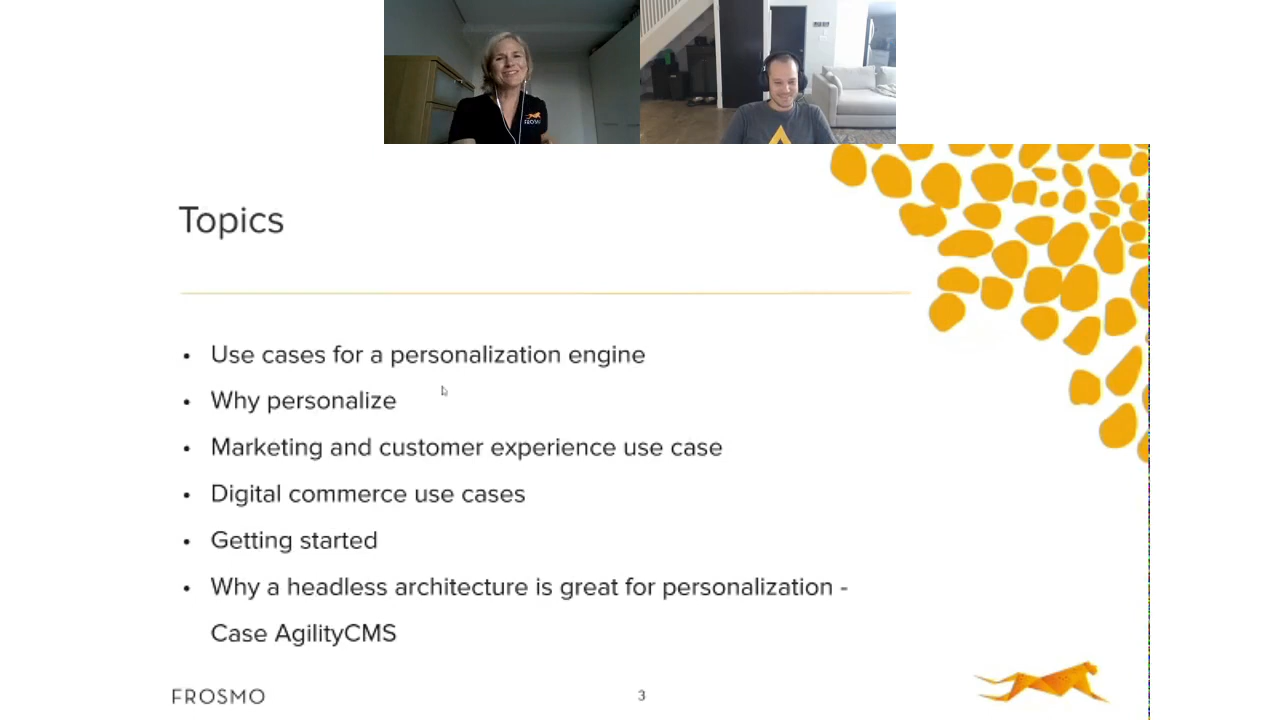 FROSMO
Topics
• Use cases for a personalization engine
• Why personalize
• Marketing and customer experience use case
• Digital commerce use cases
• Getting started
• Why a headless architecture is great for personalization -
Case AgilityCMS
FROSMO
3